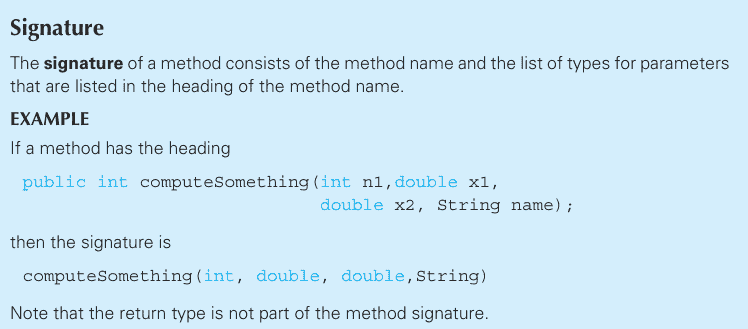 Signature
The signature of a method consists of the method name and the list of types for parameters
that are listed in the heading of the method name.
EXAMPLE
If a method has the heading
public int computeSomething(int n1,double x1,
double x2, String name);
then the signature is
computeSomething(int, double, double,String)
Note that the return type is not part of the method signature.